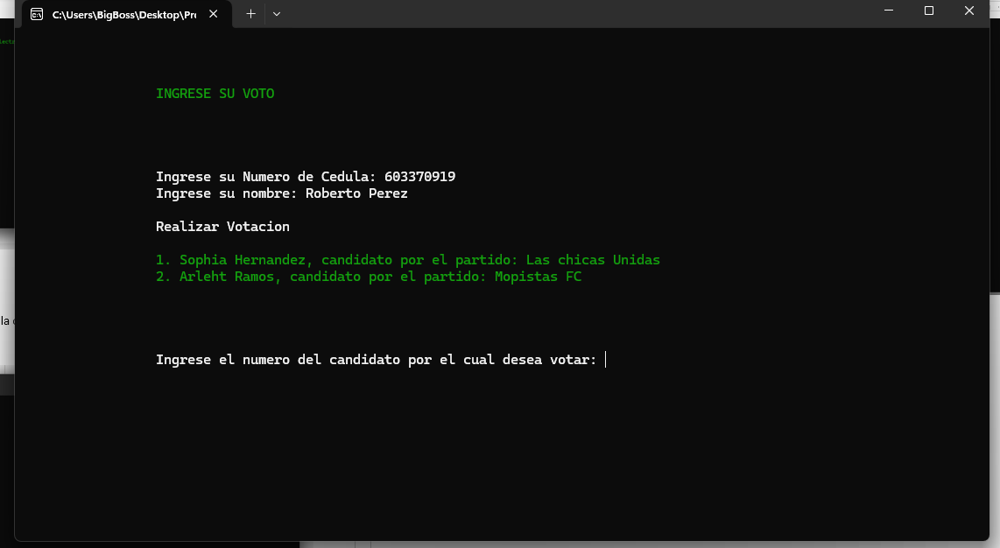 C:\Users\BigBoss\Desktop\Pr
INGRESE SU VOTO
Ingrese su Numero de Cedula: 603370919
Ingrese su nombre: Roberto Perez
Realizar Votacion
1. Sophia Hernandez, candidato por el partido: Las chicas Unidas
2. Arleht Ramos, candidato por el partido: Mopistas FC
la
Ingrese el numero del candidato por el cual desea votar: